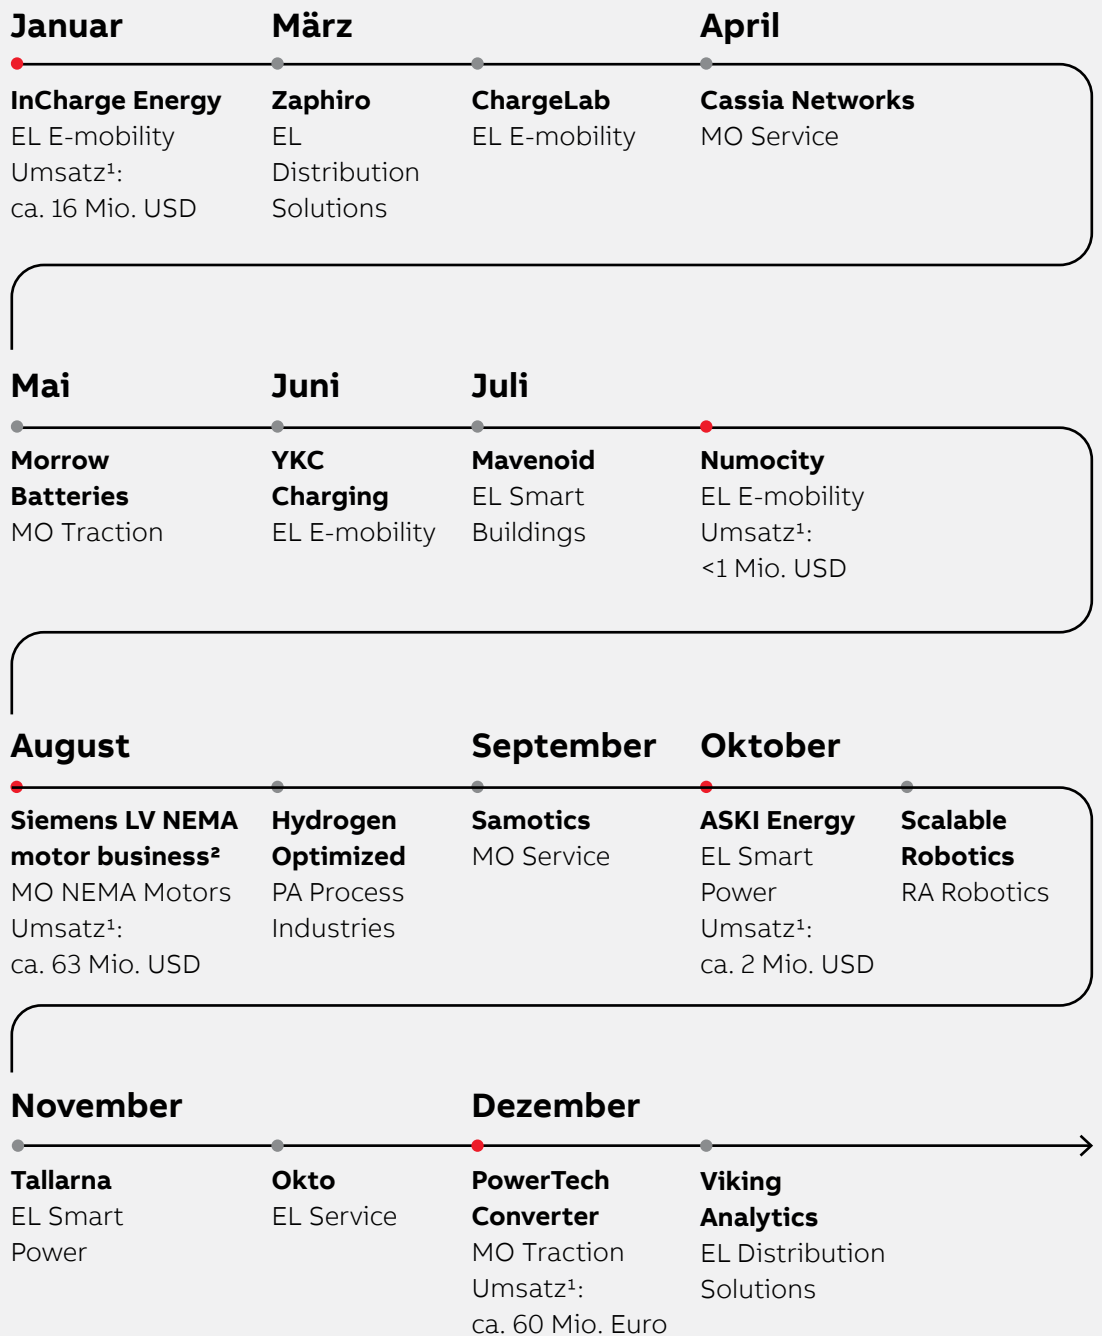 Januar
März
April
InCharge Energy
EL E-mobility
Umsatz¹:
ca. 16 Mio. USD
Zaphiro
EL
Distribution
Solutions
ChargeLab
EL E-mobility
Cassia Networks
MO Service
Mai
Juni
Juli
Morrow
Batteries
MO Traction
YKC
Charging
EL E-mobility
Mavenoid
EL Smart
Buildings
Numocity
EL E-mobility
Umsatz¹:
<1 Mio. USD
August
September
Oktober
Siemens LV NEMA
motor business²
MO NEMA Motors
Umsatz¹:
ca. 63 Mio. USD
Hydrogen
Optimized
PA Process
Industries
Samotics
MO Service
ASKI Energy
EL Smart
Power
Umsatz¹:
ca. 2 Mio. USD
Scalable
Robotics
RA Robotics
November
Dezember
Tallarna
EL Smart
Power
Okto
EL Service
PowerTech
Converter
MO Traction
Umsatz¹:
ca. 60 Mio. Euro
Viking
Analytics
EL Distribution
Solutions